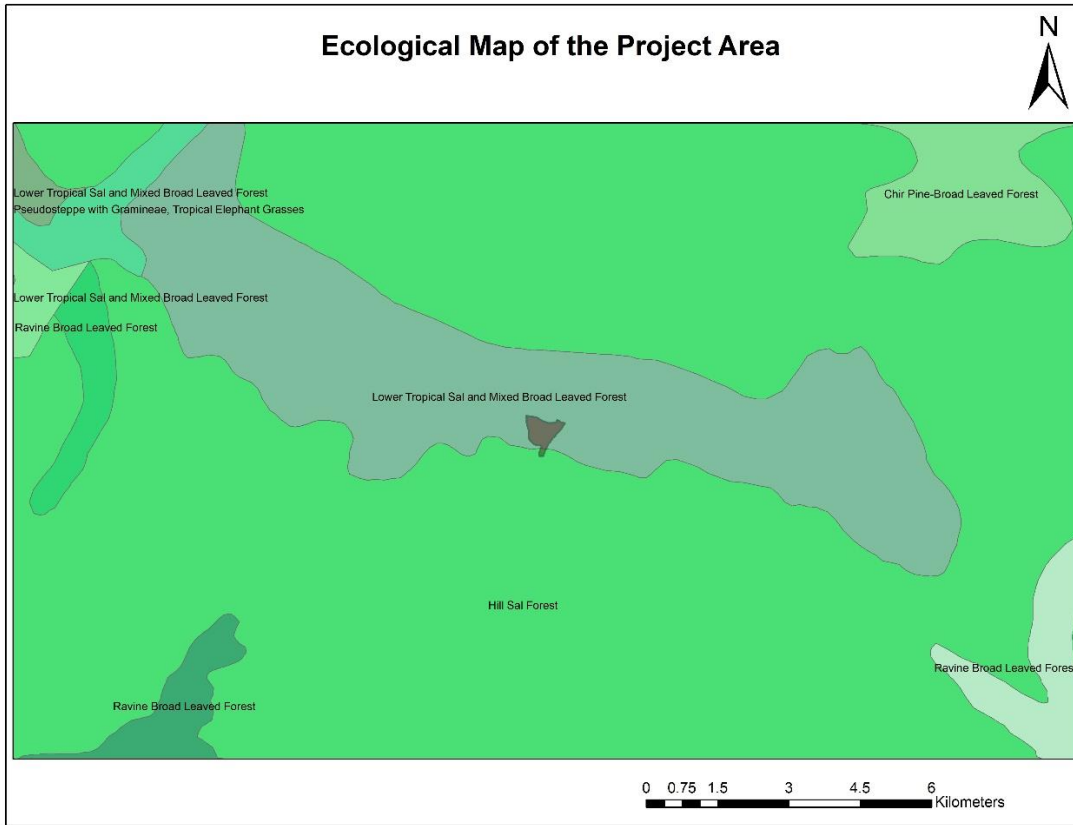 Ecological Map of the Project Area
N
Lower Tropical Sal and Mixed Broad Leaved Forest
Chir Pine-Broad Leaved Forest
Pseudosteppe with Gramineae, Tropical Elephant Grasses
Lower Tropical Sal and Mixed Broad Leaved Forest
Ravine Broad Leaved Forest
Lower Tropical Sal and Mixed Broad Leaved Forest
Hill Sal Forest
Ravine Broad Leaved Fores
Ravine Broad Leaved Forest
0 0.75 1.5 3 4.5 6
Kilometers